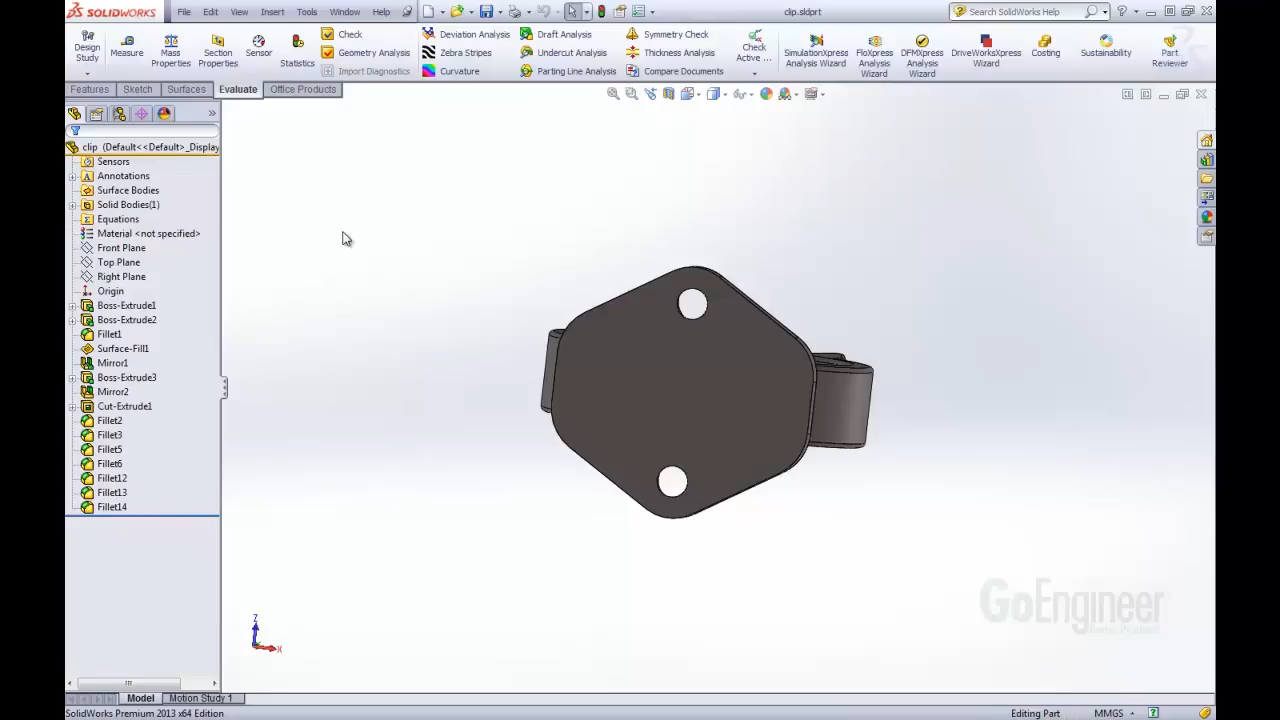 SOLIDWORKS File Edit View Insert Tools Window Help clip.sldprt Search SolidWorks Help
Design Study Measure Mass Properties Section Properties Sensor Statistics
Check
Geometry Analysis
Import Diagnostics
Deviation Analysis
Zebra Stripes
Curvature
Draft Analysis
Undercut Analysis
Parting Line Analysis
Symmetry Check
Thickness Analysis
Compare Documents
Check Active ...
SimulationXpress Analysis Wizard
FloXpress Analysis Wizard
DFMXpress Analysis Wizard
DriveWorksXpress Wizard
Costing
Sustainability
Part Reviewer
Features Sketch Surfaces Evaluate Office Products
clip (Default<<Default>_Display
Sensors
Annotations
Surface Bodies
Solid Bodies(1)
Equations
Material <not specified>
Front Plane
Top Plane
Right Plane
Origin
Boss-Extrude1
Boss-Extrude2
Fillet1
Surface-Fill1
Mirror1
Boss-Extrude3
Mirror2
Cut-Extrude1
Fillet2
Fillet3
Fillet5
Fillet6
Fillet12
Fillet13
Fillet14
GoEngineer
Z
X
Model Motion Study 1
SolidWorks Premium 2013 x64 Edition Editing Part MMGS